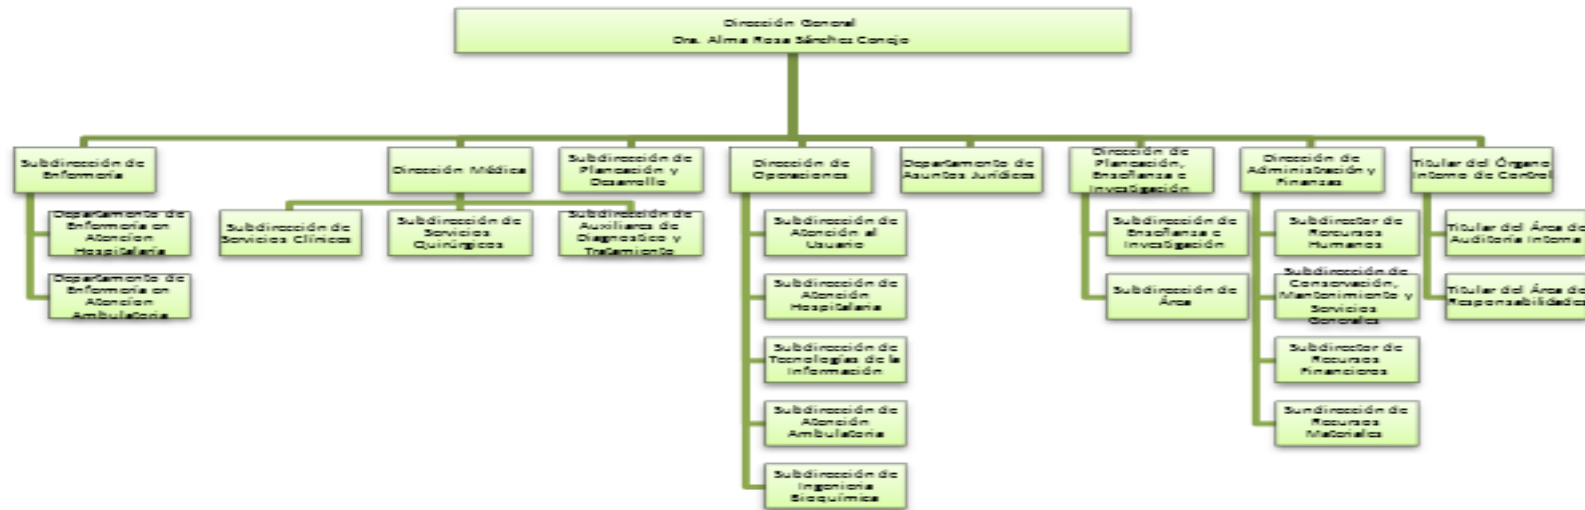 Dirección General
Dra. Alma Rosa Sánchez Conejo
Subdirección de
Enfermería
Dirección Médica
Subdirección de
Planeación y
Desarrollo
Dirección de
Operaciones
Departamento de
Asuntos Jurídicos
Dirección de
Planeación,
Enseñanza e
Investigación
Dirección de
Administración y
Finanzas
Titular del Órgano
Interno de Control
Departamento de
Enfermería en
Atencíon
Hospitalaria
Departamento de
Enfermería en
Atencíon
Ambulatoria
Subdirección de
Servicios Clínicos
Subdirección de
Servicios
Quirúrgicos
Subdirección de
Auxiliares de
Diagnostico y
Tratamiento
Subdirección de
Atención al
Usuario
Subdirección de
Atención
Hospitalaria
Subdirección de
Tecnologías de la
Información
Subdirección de
Atención
Ambulatoria
Subdirección de
Ingenieria
Bioquímica
Subdirección de
Enseñanza e
Investigación
Subdirección de
Área
Subdirector de
Recursos
Humanos
Subdirección de
Conservación,
Mantenimiento y
Servicios
Generales
Subdirector de
Recursos
Financieros
Sundirección de
Recursos
Materiales
Titular del Área de
Auditoría Interna
Titular del Área de
Responsabilidades